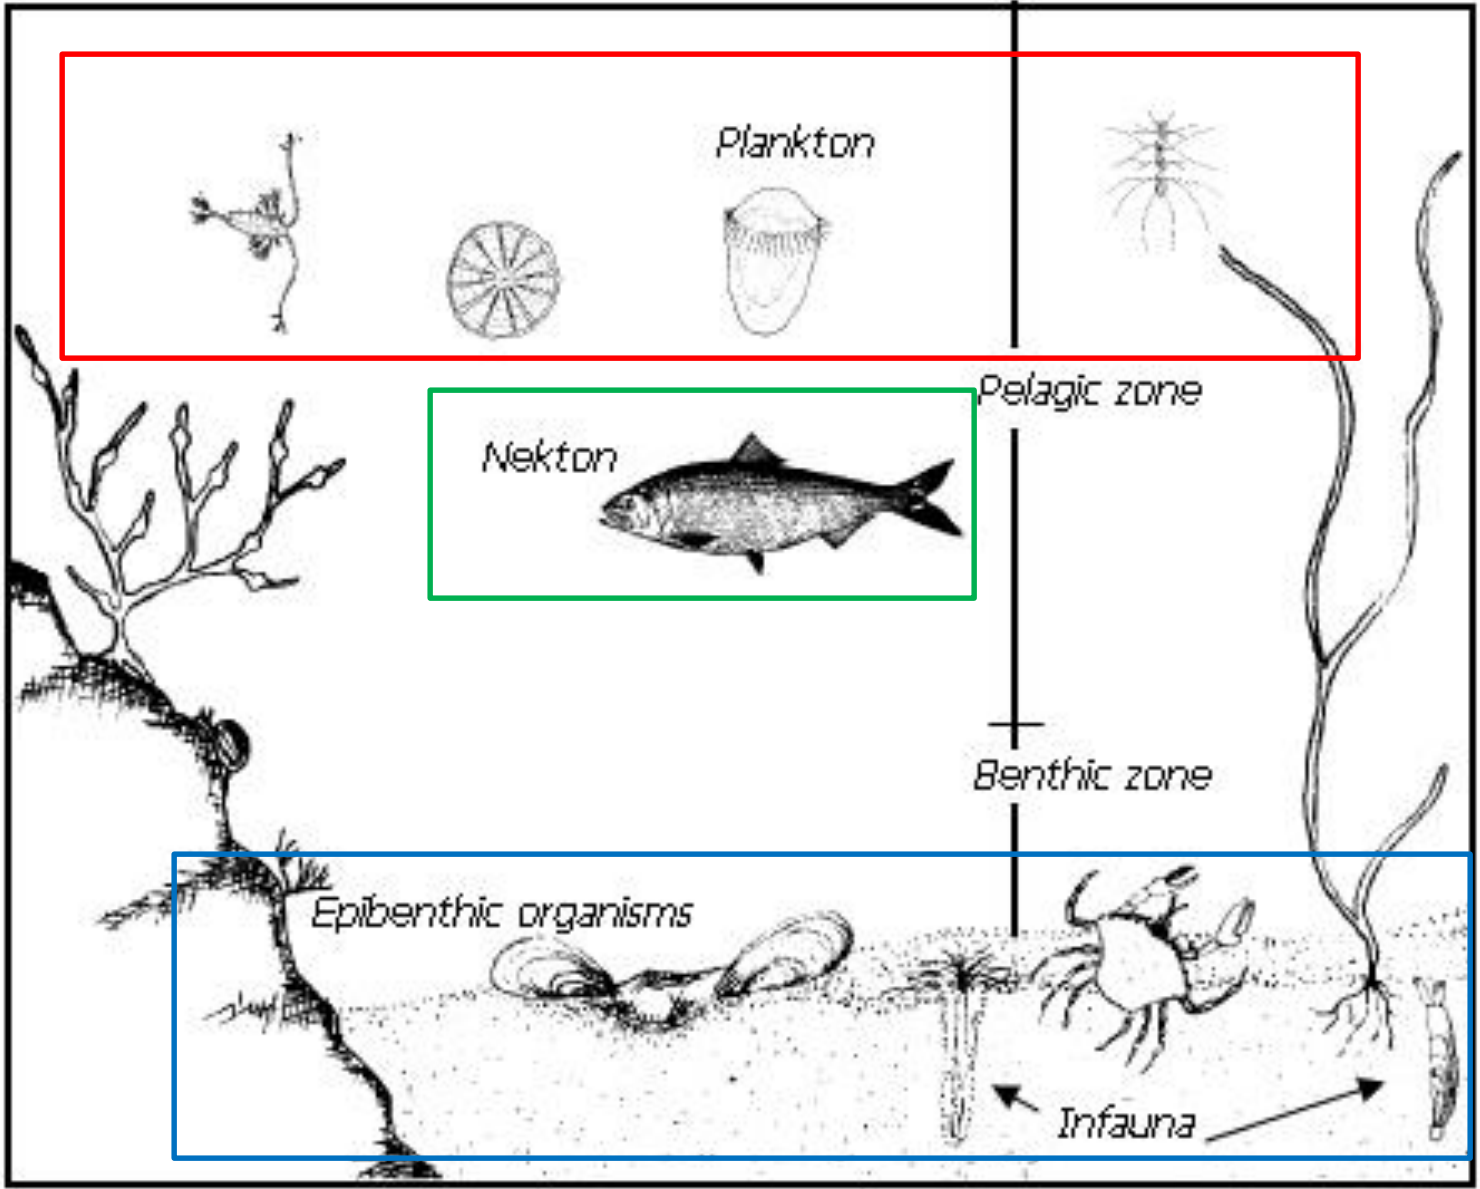 Plankton
Pelagic zone
Nekton
Benthic zone
Epibenthic organisms
Infauna